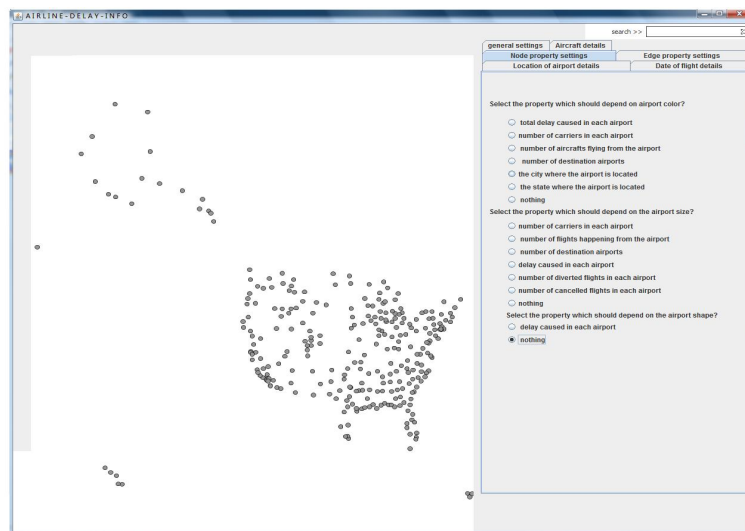 AIRLINE-DELAY-INFO
search >>
general settings Aircraft details
Node property settings Edge property settings
Location of airport details Date of flight details
Select the property which should depend on airport color?
total delay caused in each airport
number of carriers in each airport
number of aircrafts flying from the airport
number of destination airports
the city where the airport is located
the state where the airport is located
nothing
Select the property which should depend on the airport size?
number of carriers in each airport
number of flights happening from the airport
number of destination airports
delay caused in each airport
number of diverted flights in each airport
number of cancelled flights in each airport
nothing
Select the property which should depend on the airport shape?
delay caused in each airport
nothing